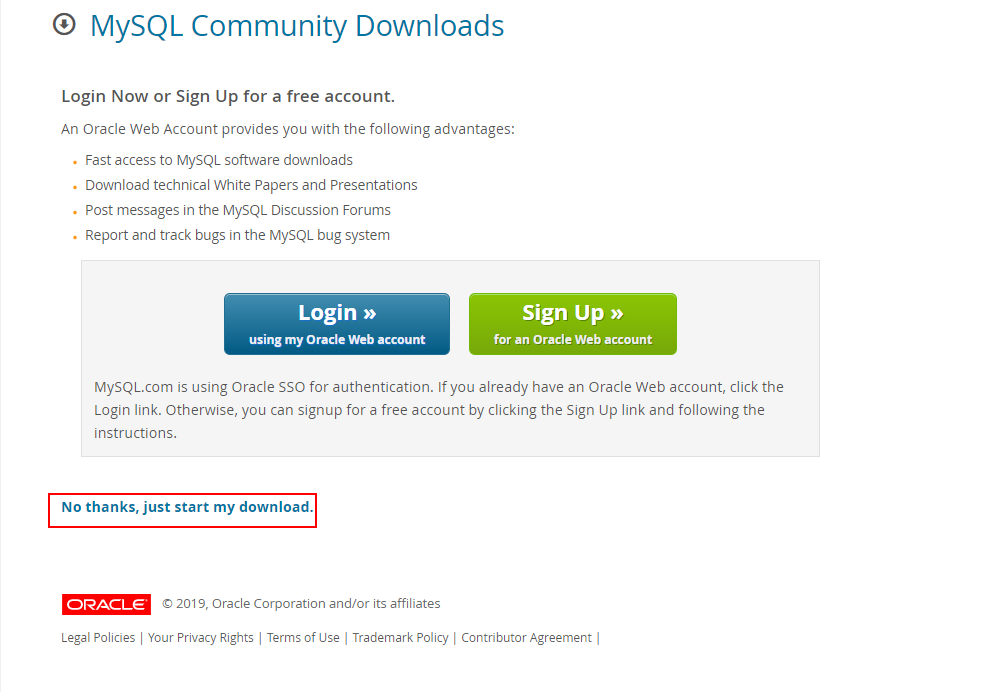 MySQL Community Downloads
Login Now or Sign Up for a free account.
An Oracle Web Account provides you with the following advantages:
Fast access to MySQL software downloads
Download technical White Papers and Presentations
Post messages in the MySQL Discussion Forums
Report and track bugs in the MySQL bug system
Login »
using my Oracle Web account
Sign Up »
for an Oracle Web account
MySQL.com is using Oracle SSO for authentication. If you already have an Oracle Web account, click the
Login link. Otherwise, you can signup for a free account by clicking the Sign Up link and following the
instructions.
No thanks, just start my download.
ORACLE © 2019, Oracle Corporation and/or its affiliates
Legal Policies | Your Privacy Rights | Terms of Use | Trademark Policy | Contributor Agreement |